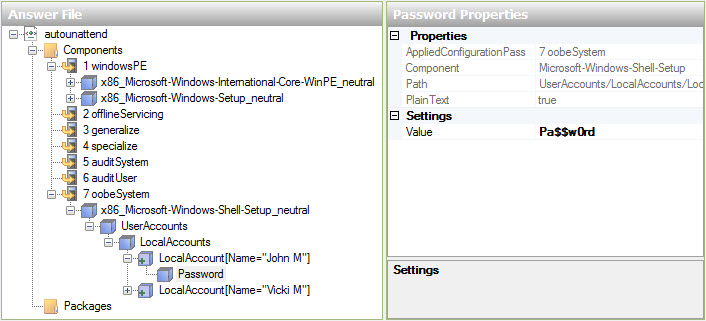 Answer File
autounattend
Components
1 windowsPE
x86_Microsoft-Windows-International-Core-WinPE_neutral
x86_Microsoft-Windows-Setup_neutral
2 offlineServicing
3 generalize
4 specialize
5 auditSystem
6 auditUser
7 oobeSystem
x86_Microsoft-Windows-Shell-Setup_neutral
UserAccounts
LocalAccounts
LocalAccount[Name="John M"]
Password
LocalAccount[Name="Vicki M"]
Packages
Password Properties
Properties
AppliedConfigurationPass 7 oobeSystem
Component Microsoft-Windows-Shell-Setup
Path UserAccounts/LocalAccounts/Loc
PlainText true
Settings
Value Pa$$w0rd
Settings